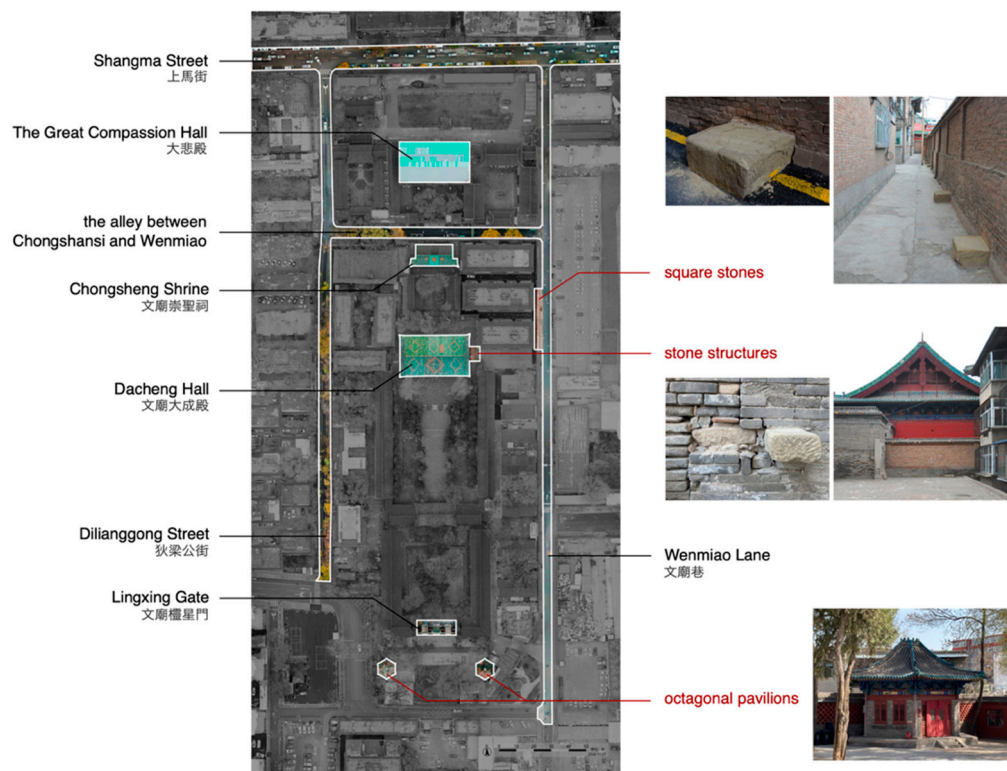 Shangma Street
上馬街
The Great Compassion Hall
大悲殿
the alley between
Chongshansi and Wenmiao
Chongsheng Shrine
文廟崇聖祠
Dacheng Hall
文廟大成殿
Dilianggong Street
狄梁公街
Lingxing Gate
文廟欞星門
square stones
stone structures
Wenmiao Lane
文廟巷
octagonal pavilions